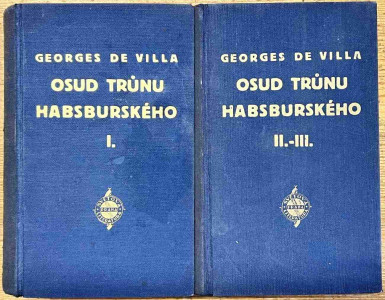 GEORGES DE VILLA
OSUD TRŮNU
HABSBURSKÉHO
I.
GEORGES DE VILLA
OSUD TRŮNU
HABSBURSKÉHO
II.-III.